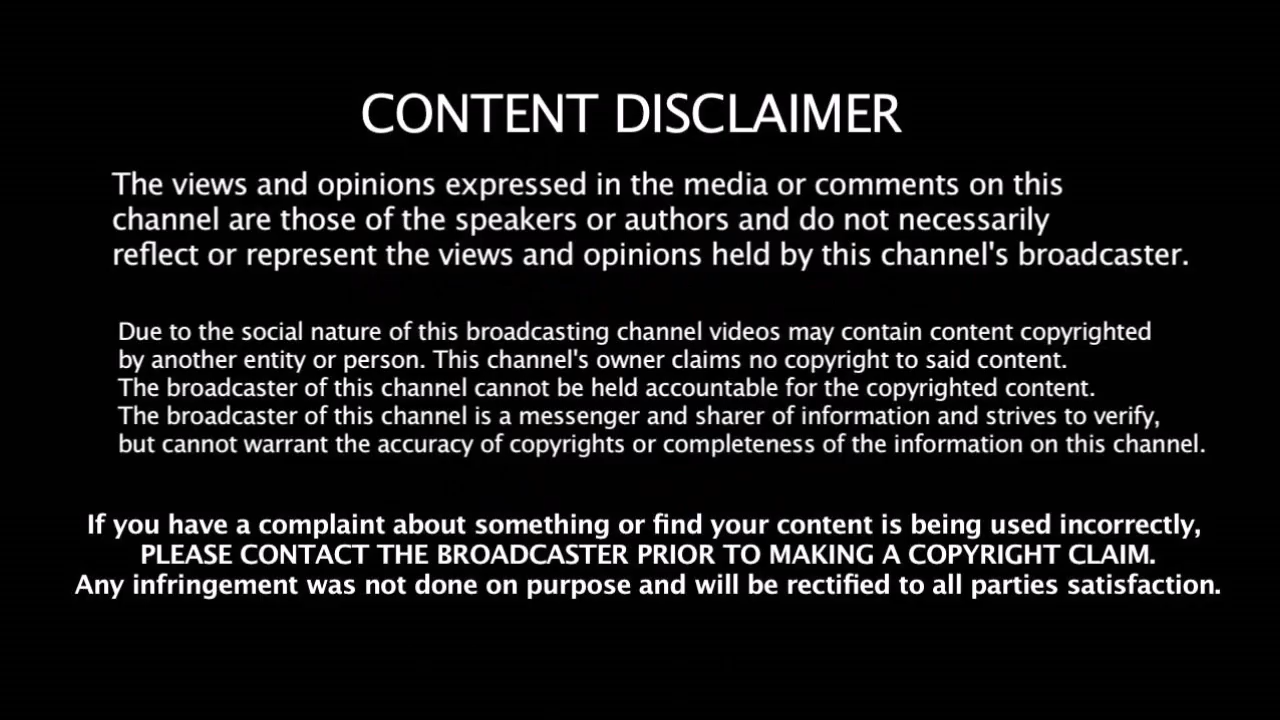 CONTENT DISCLAIMER
The views and opinions expressed in the media or comments on this
channel are those of the speakers or authors and do not necessarily
reflect or represent the views and opinions held by this channel's broadcaster.
Due to the social nature of this broadcasting channel videos may contain content copyrighted
by another entity or person. This channel's owner claims no copyright to said content.
The broadcaster of this channel cannot be held accountable for the copyrighted content.
The broadcaster of this channel is a messenger and sharer of information and strives to verify,
but cannot warrant the accuracy of copyrights or completeness of the information on this channel.
If you have a complaint about something or find your content is being used incorrectly,
PLEASE CONTACT THE BROADCASTER PRIOR TO MAKING A COPYRIGHT CLAIM.
Any infringement was not done on purpose and will be rectified to all parties satisfaction.